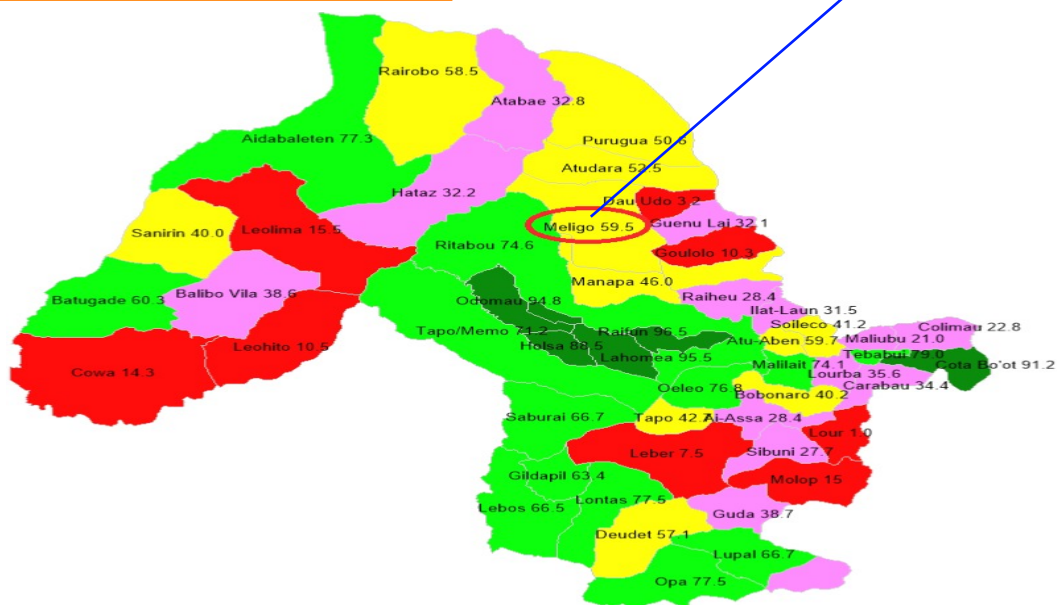 Rairobo 58.5
Atabae 32.8
Aidabaleten 77.3
Purugua 50.6
Atudara 52.5
Hataz 32.2
Dau Udo 3.2
Sanirin 40.0
Leolima 15.5
Meligo 59.5
Guenu Lai 32.1
Ritabou 74.6
Goulolo 10.3
Manapa 46.0
Batugade 60.3
Balibo Vila 38.6
Odomau 94.8
Raiheu 28.4
Ilat-Laun 31.5
Soileco 41.2
Colimau 22.8
Tapo/Memo 71.2
Raifun 96.5
Atu-Aben 59.7
Maliubu 21.0
Leohito 10.5
Holsa 88.5
Lahomea 95.5
Tebabui 79.0
Cota Bo'ot 91.2
Cowa 14.3
Malilait 74.1
Lourba 35.6
Carabau 34.4
Oeleo 76.8
Bobonaro 40.2
Saburai 66.7
Tapo 42.7
Ai-Assa 28.4
Lour 1.0
Leber 7.5
Sibuni 27.7
Gildapil 63.4
Molop 15
Lebos 66.5
Lontas 77.5
Guda 38.7
Deudet 57.1
Lupal 66.7
Opa 77.5